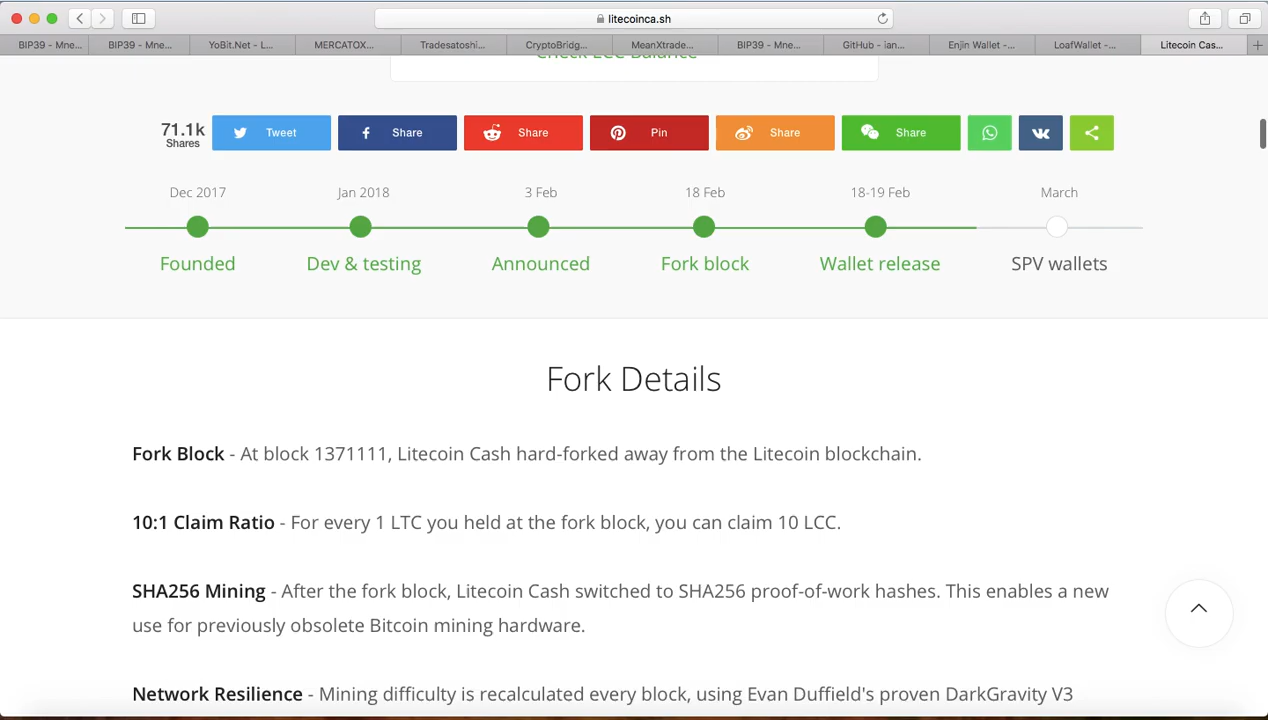 litecoinca.sh
BIP39 - Mne...
BIP39 - Mne...
YoBit.Net - L...
MERCATOX...
Tradesatoshi...
CryptoBridg...
MeanXtrade...
BIP39 - Mne...
GitHub - ian...
Enjin Wallet -...
LoafWallet -...
Litecoin Cas...
Check LCC Balance
71.1k
Shares
Tweet
Share
Share
Pin
Share
Share
Dec 2017
Jan 2018
3 Feb
18 Feb
18-19 Feb
March
Founded
Dev & testing
Announced
Fork block
Wallet release
SPV wallets
Fork Details
Fork Block - At block 1371111, Litecoin Cash hard-forked away from the Litecoin blockchain.
10:1 Claim Ratio - For every 1 LTC you held at the fork block, you can claim 10 LCC.
SHA256 Mining - After the fork block, Litecoin Cash switched to SHA256 proof-of-work hashes. This enables a new
use for previously obsolete Bitcoin mining hardware.
Network Resilience - Mining difficulty is recalculated every block, using Evan Duffield's proven DarkGravity V3